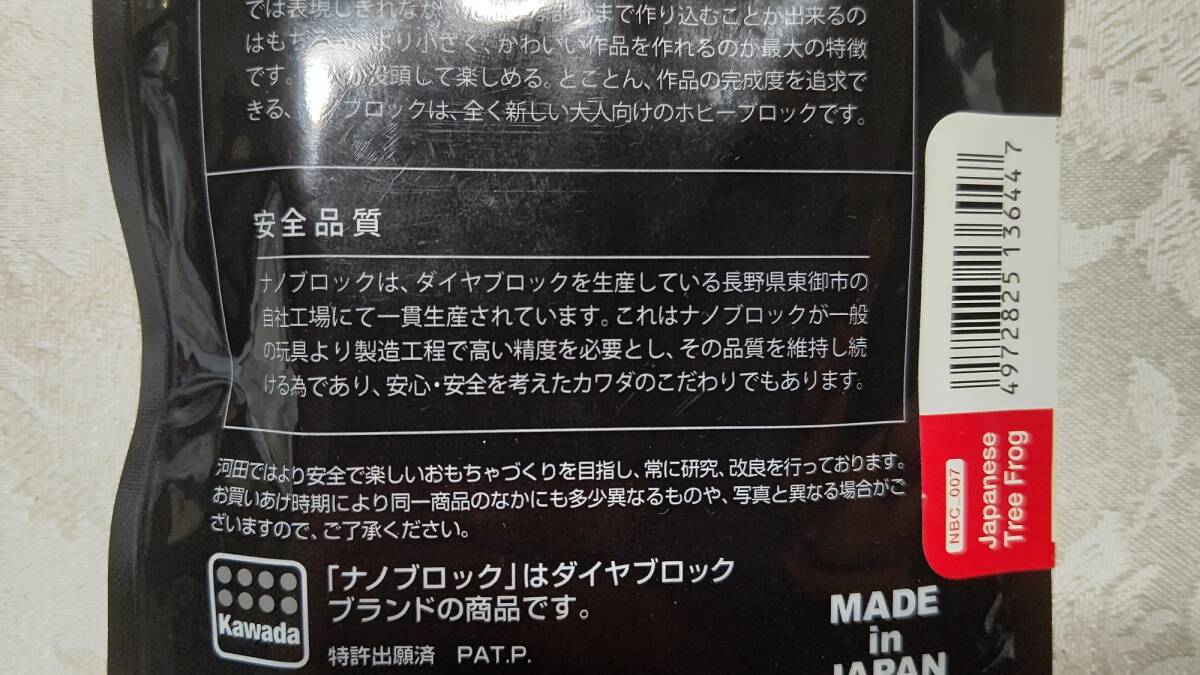 では表現しきれなか
まで作り込むことが出来るの
はもち
より小さく、かわいい作品を作れるのが最大の特徴
です。
没頭して楽しめる。とことん、作品の完成度を追求で
きる、
ブロックは、全く新しい大人向けのホビーブロックです。
安全品質
ナノブロックは、ダイヤブロックを生産している長野県東御市の
自社工場にて一貫生産されています。これはナノブロックが一般
の玩具より製造工程で高い精度を必要とし、その品質を維持し続
ける為であり、安心・安全を考えたカワダのこだわりでもあります。
河田ではより安全で楽しいおもちゃづくりを目指し、常に研究、改良を行っております。
お買いあげ時期により同一商品のなかにも多少異なるものや、写真と異なる場合がご
ざいますので、ご了承ください。
Kawada
「ナノブロック」はダイヤブロック
ブランドの商品です。
特許出願済 PAT.P.
MADE
in
JAPAN
4972825 136447
NBC_007
Japanese
Tree Frog